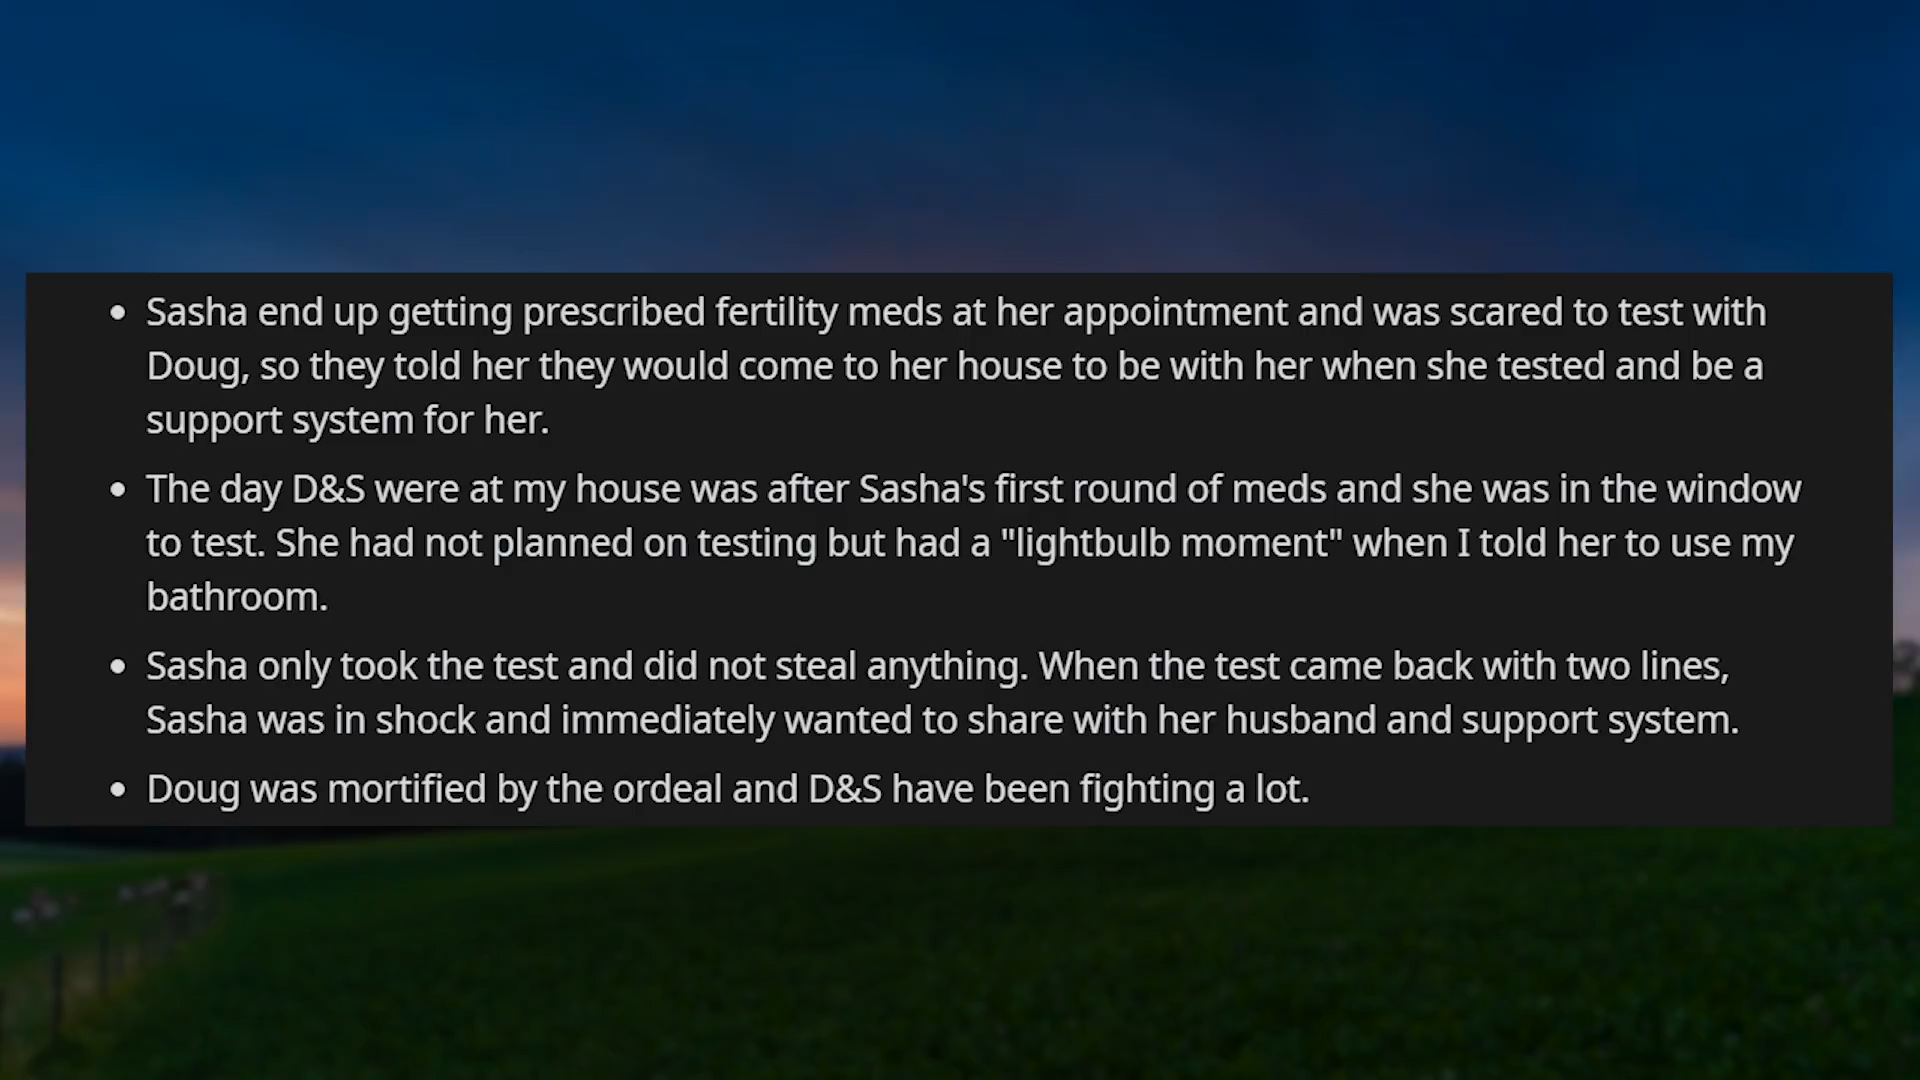 • Sasha end up getting prescribed fertility meds at her appointment and was scared to test with
Doug, so they told her they would come to her house to be with her when she tested and be a
support system for her.
• The day D&S were at my house was after Sasha's first round of meds and she was in the window
to test. She had not planned on testing but had a "lightbulb moment" when I told her to use my
bathroom.
• Sasha only took the test and did not steal anything. When the test came back with two lines,
Sasha was in shock and immediately wanted to share with her husband and support system.
• Doug was mortified by the ordeal and D&S have been fighting a lot.